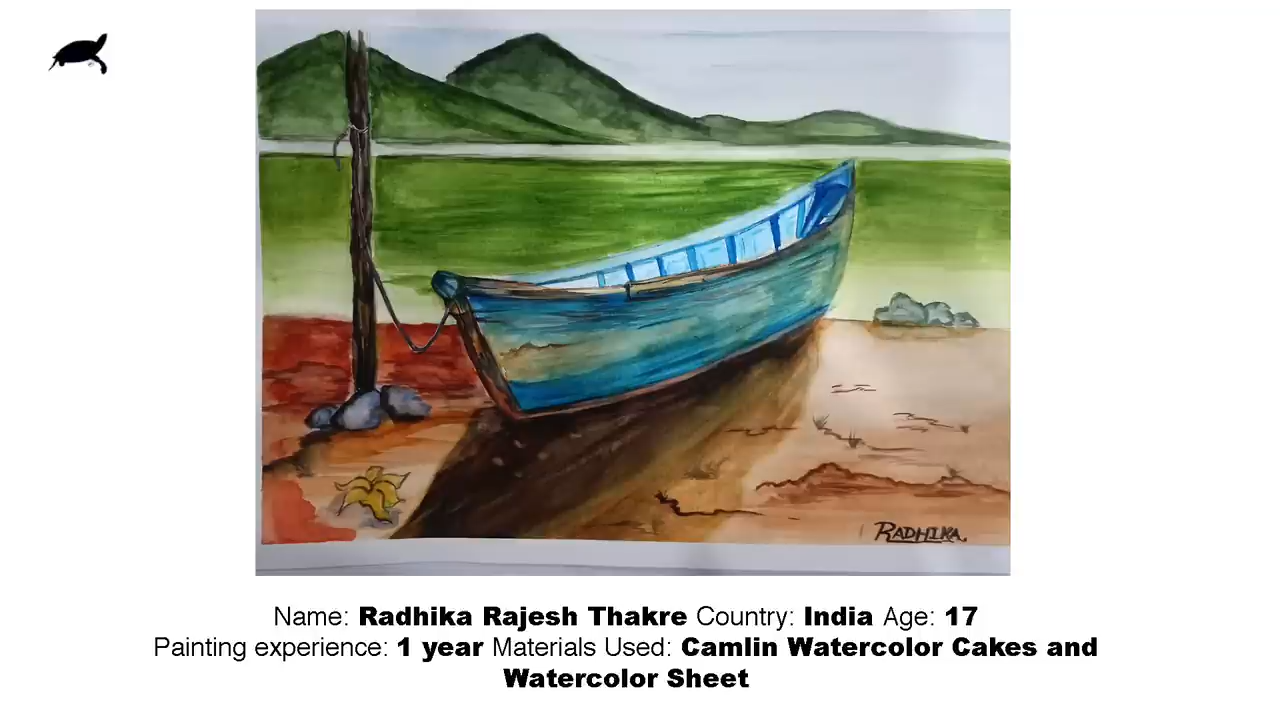 RADHIKA.
Name: Radhika Rajesh Thakre Country: India Age: 17
Painting experience: 1 year Materials Used: Camlin Watercolor Cakes and
Watercolor Sheet